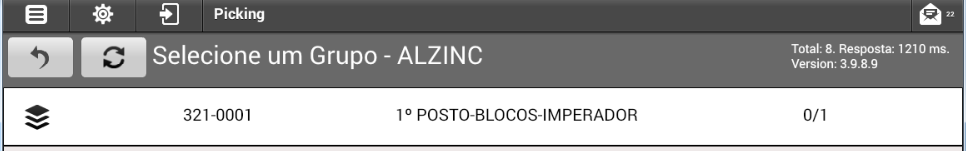 Picking
22
Selecione um Grupo - ALZINC
Total: 8. Resposta: 1210 ms.
Version: 3.9.8.9
321-0001 1º POSTO-BLOCOS-IMPERADOR 0/1